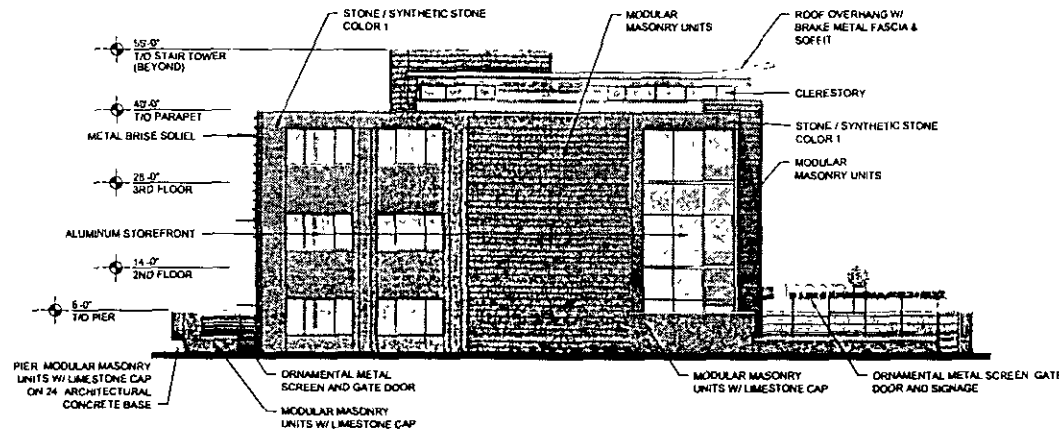 STONE / SYNTHETIC STONE
COLOR 1
MODULAR
MASONRY UNITS
ROOF OVERHANG W/
BRAKE METAL FASCIA &
SOFFIT
55'-0"
T/O STAIR TOWER
(BEYOND)
CLERESTORY
40'-0"
T/O PARAPET
METAL BRISE SOLIEL
STONE / SYNTHETIC STONE
COLOR 1
MODULAR
MASONRY UNITS
28'-0"
3RD FLOOR
ALUMINUM STOREFRONT
14'-0"
2ND FLOOR
6'-0"
T/O PIER
PIER MODULAR MASONRY
UNITS W/ LIMESTONE CAP
ON 24" ARCHITECTURAL
CONCRETE BASE
ORNAMENTAL METAL
SCREEN AND GATE DOOR
MODULAR MASONRY
UNITS W/ LIMESTONE CAP
MODULAR MASONRY
UNITS W/ LIMESTONE CAP
ORNAMENTAL METAL SCREEN GATE
DOOR AND SIGNAGE